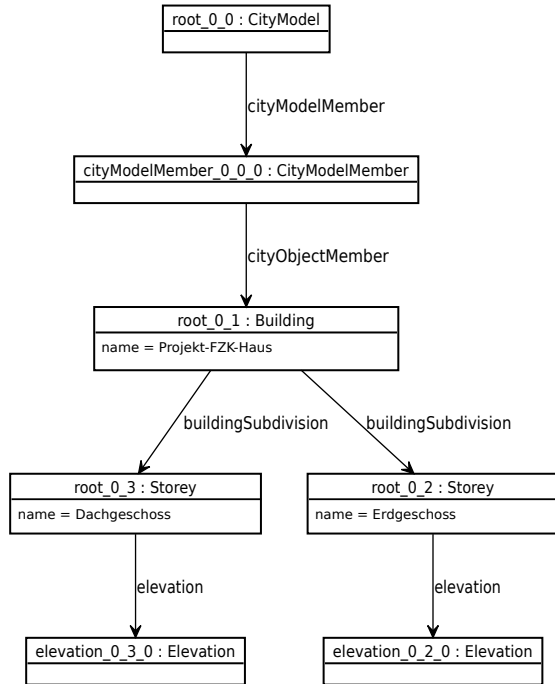 root_0_0 : CityModel
cityModelMember
cityModelMember_0_0_0 : CityModelMember
cityObjectMember
root_0_1 : Building
name = Projekt-FZK-Haus
buildingSubdivision
buildingSubdivision
root_0_3 : Storey
name = Dachgeschoss
root_0_2 : Storey
name = Erdgeschoss
elevation
elevation
elevation_0_3_0 : Elevation
elevation_0_2_0 : Elevation